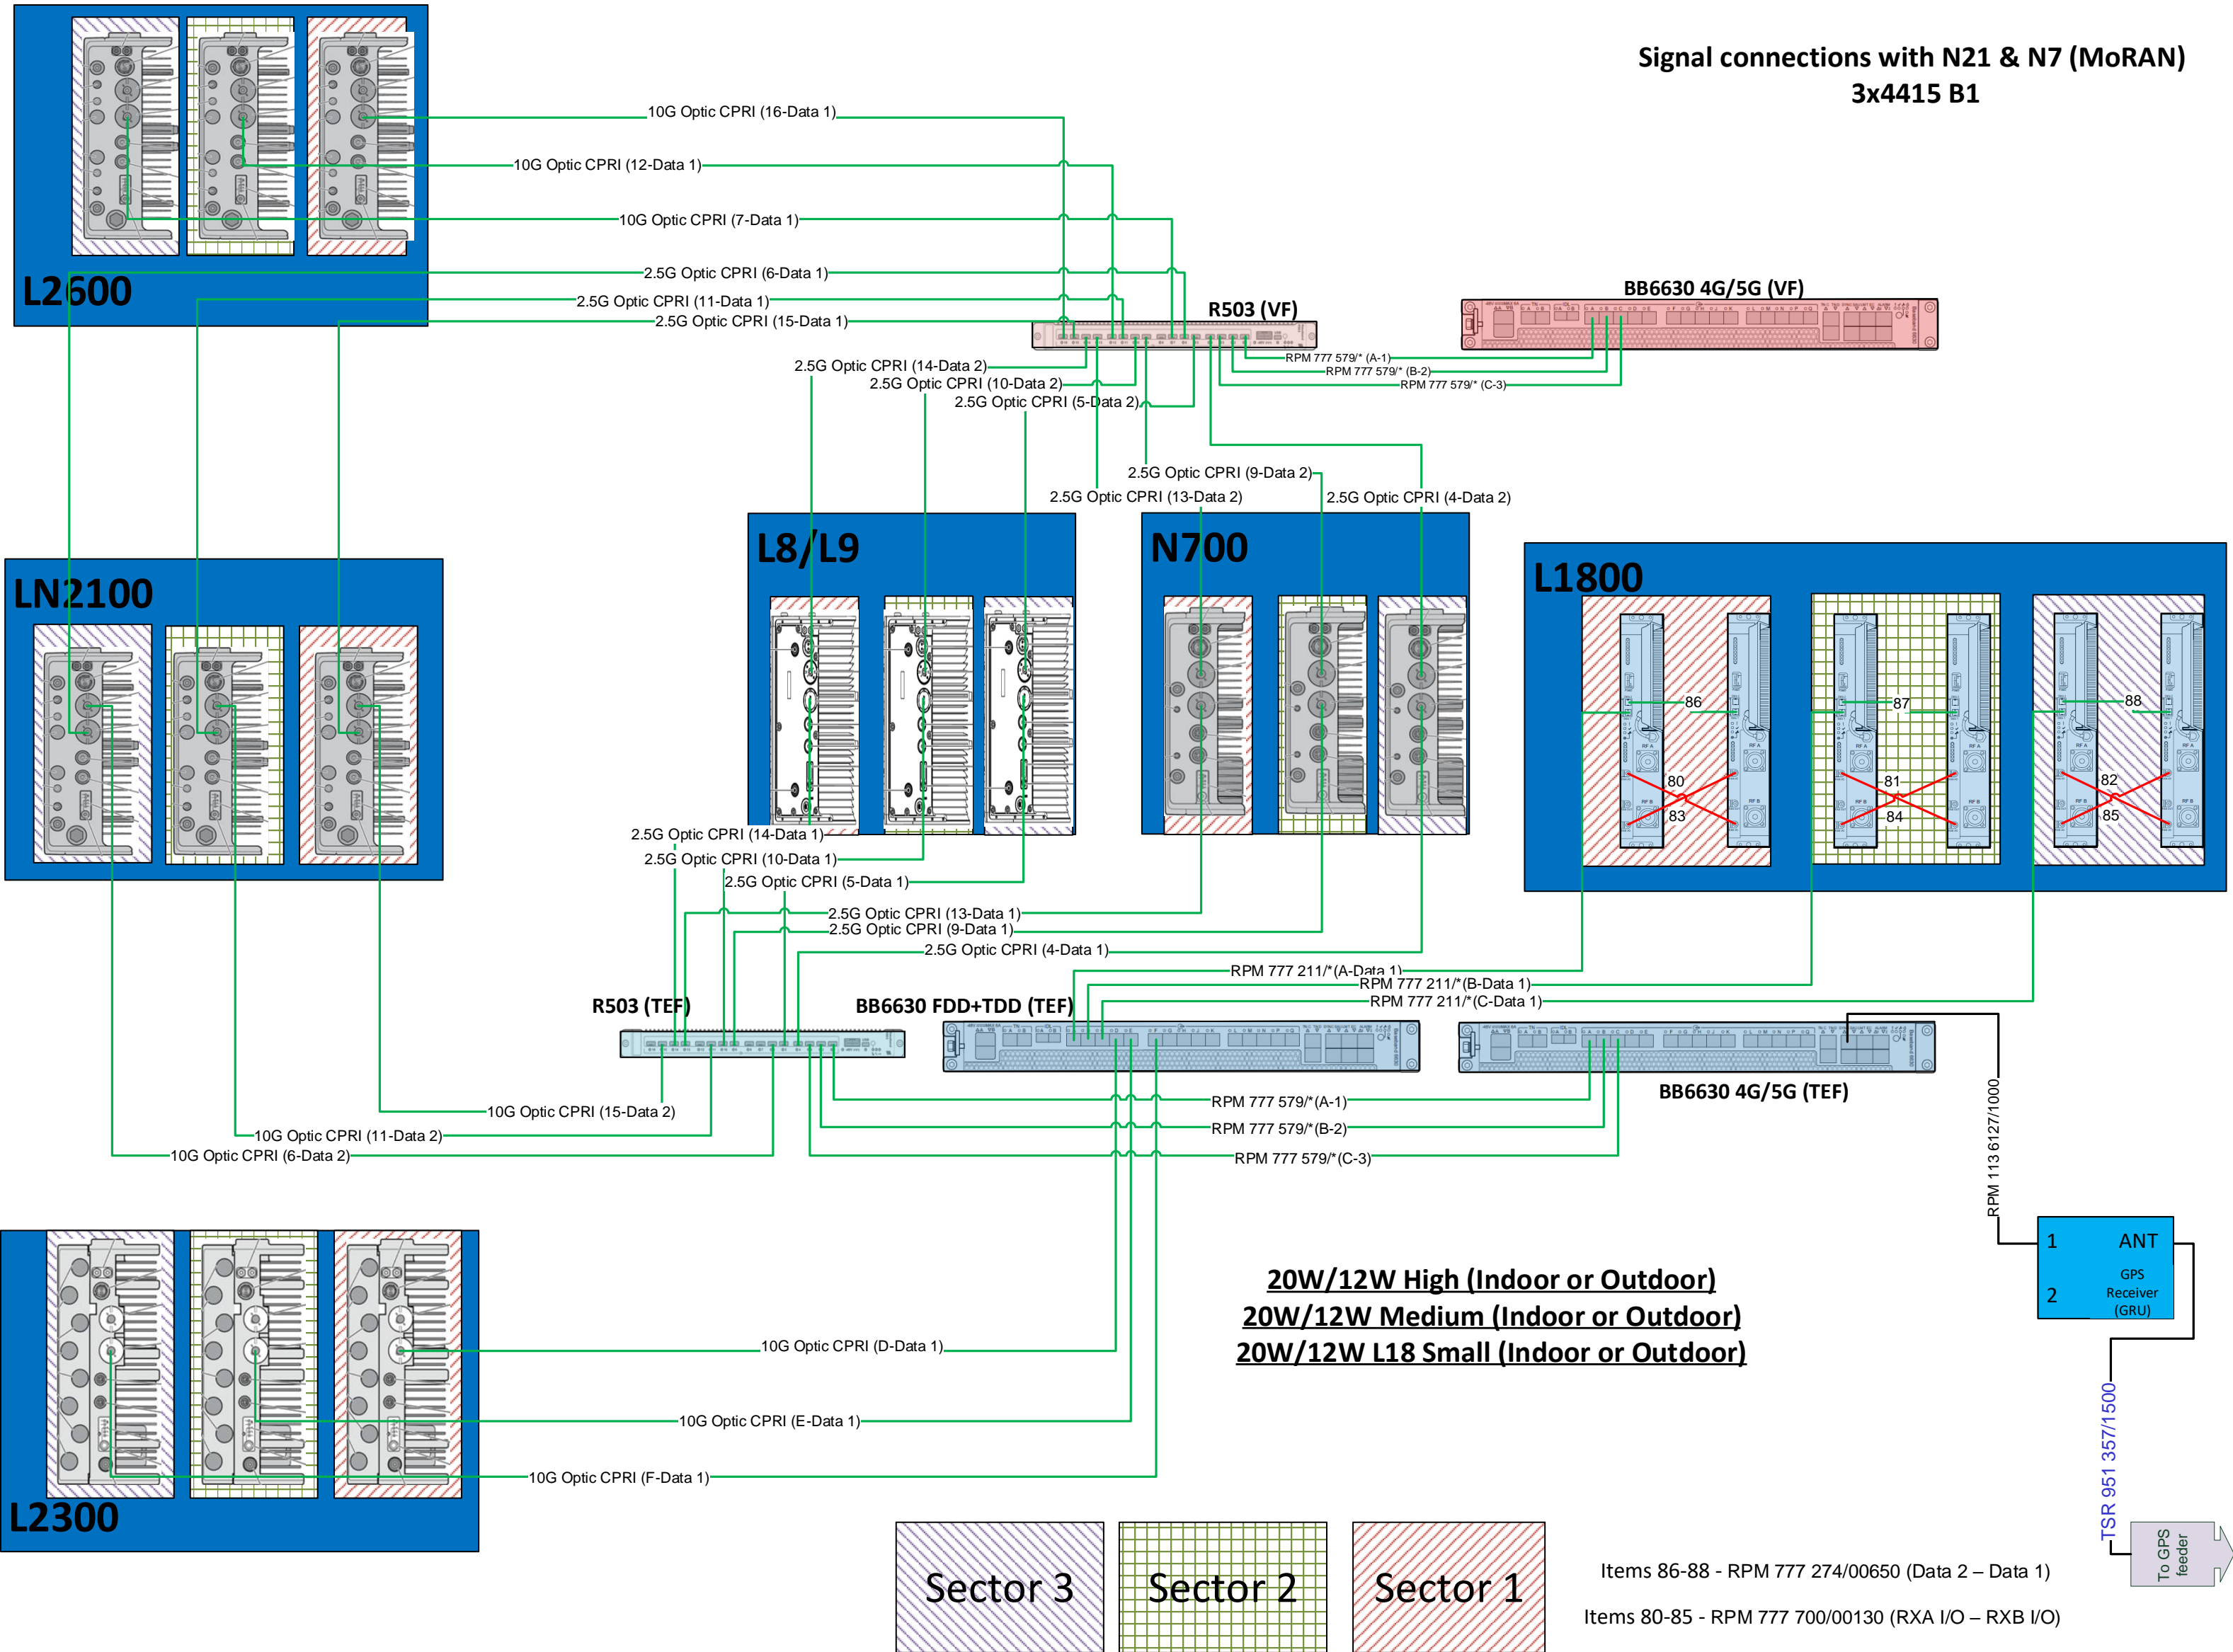 Signal connections with N21 & N7 (MoRAN)
3x4415 B1
10G Optic CPRI (16-Data 1)
10G Optic CPRI (12-Data 1)
10G Optic CPRI (7-Data 1)
2.5G Optic CPRI (6-Data 1)
2.5G Optic CPRI (11-Data 1)
2.5G Optic CPRI (15-Data 1)
L2600
R503 (VF)
BB6630 4G/5G (VF)
RPM 777 579/* (A-1)
RPM 777 579/* (B-2)
RPM 777 579/* (C-3)
2.5G Optic CPRI (14-Data 2)
2.5G Optic CPRI (10-Data 2)
2.5G Optic CPRI (5-Data 2)
2.5G Optic CPRI (9-Data 2)
2.5G Optic CPRI (13-Data 2)
2.5G Optic CPRI (4-Data 2)
LN2100
L8/L9
N700
L1800
86
87
88
RF A
RF A
RF A
RF A
RF A
RF A
80
81
82
83
84
85
RF B
RF B
RF B
RF B
RF B
RF B
2.5G Optic CPRI (14-Data 1)
2.5G Optic CPRI (10-Data 1)
2.5G Optic CPRI (5-Data 1)
2.5G Optic CPRI (13-Data 1)
2.5G Optic CPRI (9-Data 1)
2.5G Optic CPRI (4-Data 1)
RPM 777 211/*(A-Data 1)
RPM 777 211/*(B-Data 1)
RPM 777 211/*(C-Data 1)
R503 (TEF)
BB6630 FDD+TDD (TEF)
BB6630 4G/5G (TEF)
10G Optic CPRI (15-Data 2)
10G Optic CPRI (11-Data 2)
10G Optic CPRI (6-Data 2)
RPM 777 579/*(A-1)
RPM 777 579/*(B-2)
RPM 777 579/*(C-3)
RPM 113 6127/1000
1
ANT
2
GPS
Receiver
(GRU)
20W/12W High (Indoor or Outdoor)
20W/12W Medium (Indoor or Outdoor)
20W/12W L18 Small (Indoor or Outdoor)
10G Optic CPRI (D-Data 1)
10G Optic CPRI (E-Data 1)
10G Optic CPRI (F-Data 1)
L2300
TSR 951 357/1500
To GPS
feeder
Sector 3
Sector 2
Sector 1
Items 86-88 - RPM 777 274/00650 (Data 2 – Data 1)
Items 80-85 - RPM 777 700/00130 (RXA I/O – RXB I/O)